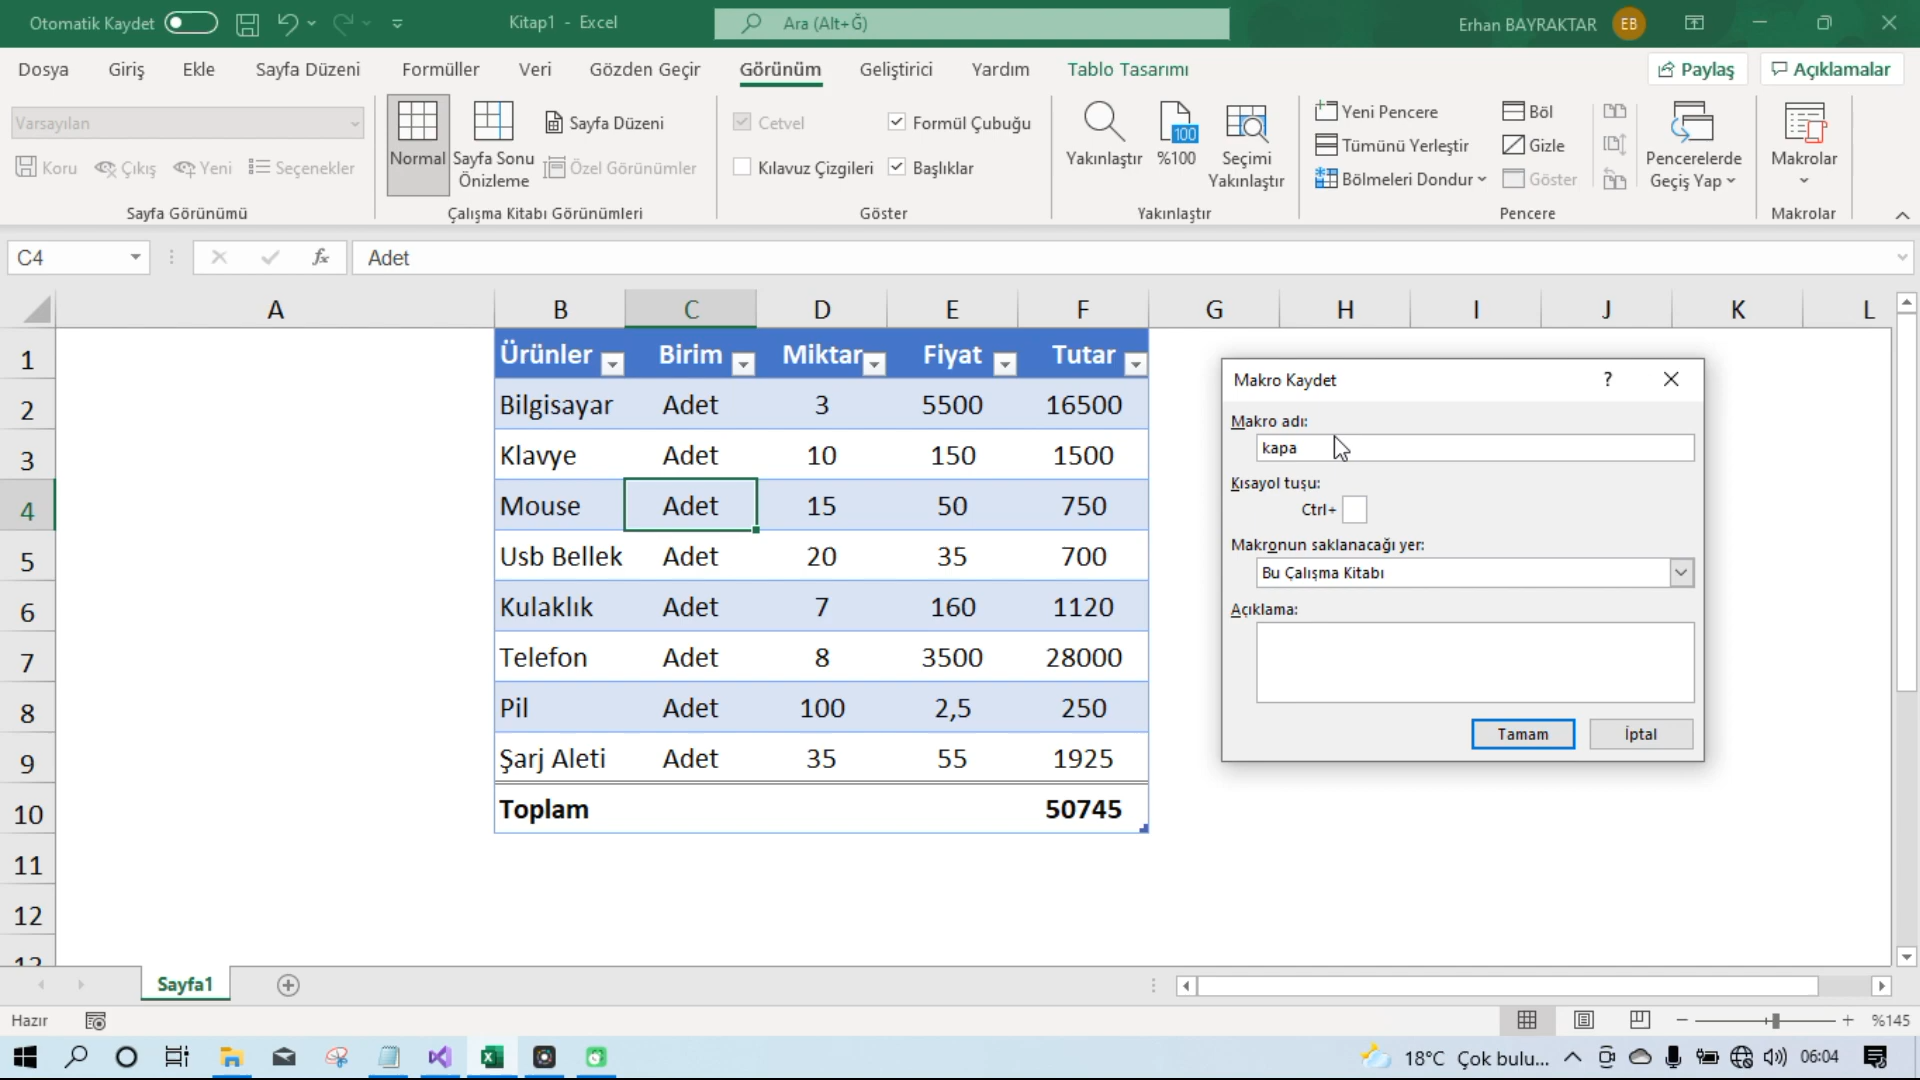 Otomatik Kaydet
Kitap1 - Excel
Ara (Alt+Ğ)
Erhan BAYRAKTAR EB
Dosya Giriş Ekle Sayfa Düzeni Formüller Veri Gözden Geçir Görünüm Geliştirici Yardım Tablo Tasarımı Paylaş Açıklamalar
Varsayılan
Koru Çıkış Yeni Seçenekler
Sayfa Görünümü
Normal
Sayfa Sonu
Önizleme
Sayfa Düzeni
Özel Görünümler
Çalışma Kitabı Görünümleri
Cetvel Formül Çubuğu
Kılavuz Çizgileri Başlıklar
Göster
Yakınlaştır
100
%100
Seçimi
Yakınlaştır
Yakınlaştır
Yeni Pencere
Tümünü Yerleştir
Bölmeleri Dondur
Böl
Gizle
Göster
Pencerelerde
Geçiş Yap
Pencere
Makrolar
Makrolar
C4 fx Adet
A B C D E F G H I J K L
1 Ürünler Birim Miktar Fiyat Tutar
2 Bilgisayar Adet 3 5500 16500
3 Klavye Adet 10 150 1500
4 Mouse Adet 15 50 750
5 Usb Bellek Adet 20 35 700
6 Kulaklık Adet 7 160 1120
7 Telefon Adet 8 3500 28000
8 Pil Adet 100 2,5 250
9 Şarj Aleti Adet 35 55 1925
10 Toplam 50745
11
12
13
Makro Kaydet ?
Makro adı:
kapa
Kısayol tuşu:
Ctrl+
Makronun saklanacağı yer:
Bu Çalışma Kitabı
Açıklama:
Tamam İptal
Sayfa1
Hazır %145
18°C Çok bulu... 06:04